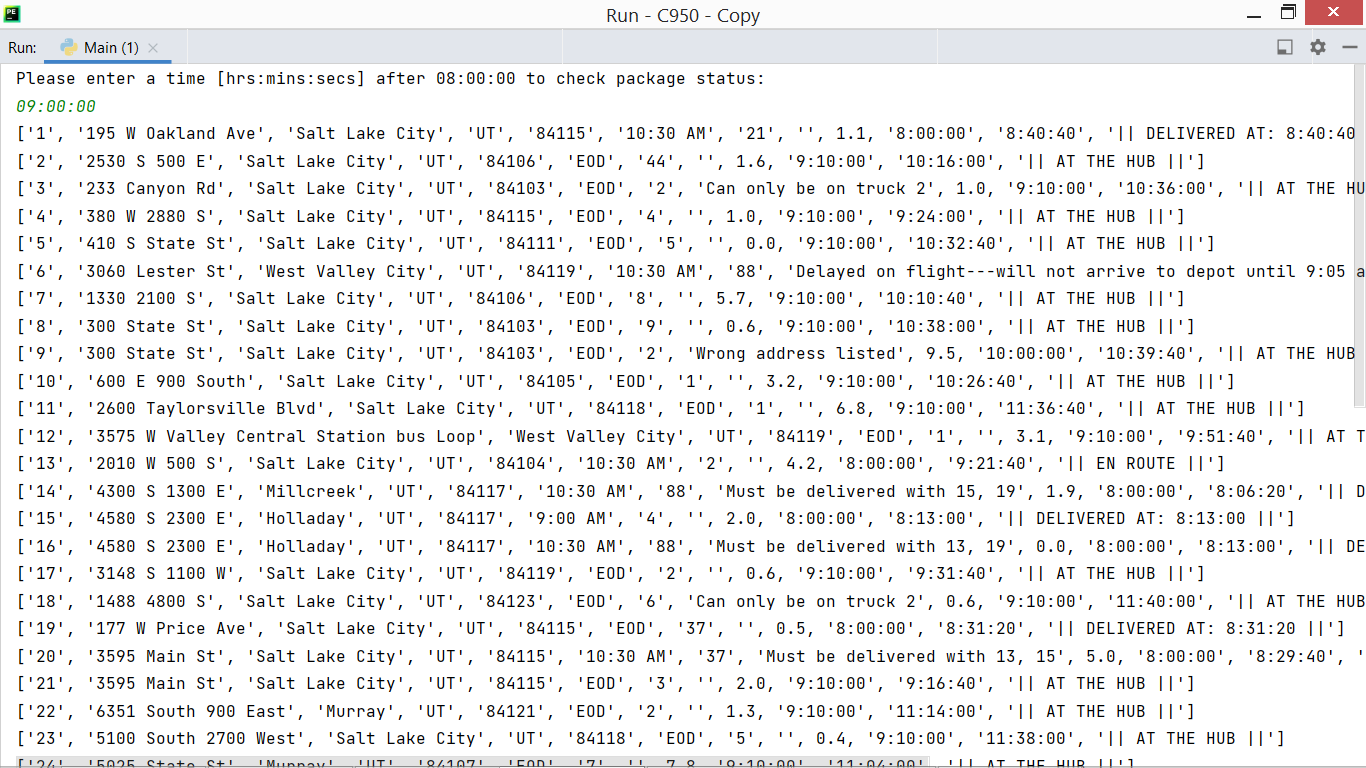 Run - C950 - Copy
Run: Main (1)
Please enter a time [hrs:mins:secs] after 08:00:00 to check package status:
09:00:00
['1', '195 W Oakland Ave', 'Salt Lake City', 'UT', '84115', '10:30 AM', '21', '', 1.1, '8:00:00', '8:40:40', '|| DELIVERED AT: 8:40:40
['2', '2530 S 500 E', 'Salt Lake City', 'UT', '84106', 'EOD', '44', '', 1.6, '9:10:00', '10:16:00', '|| AT THE HUB ||']
['3', '233 Canyon Rd', 'Salt Lake City', 'UT', '84103', 'EOD', '2', 'Can only be on truck 2', 1.0, '9:10:00', '10:36:00', '|| AT THE HU
['4', '380 W 2880 S', 'Salt Lake City', 'UT', '84115', 'EOD', '4', '', 1.0, '9:10:00', '9:24:00', '|| AT THE HUB ||']
['5', '410 S State St', 'Salt Lake City', 'UT', '84111', 'EOD', '5', '', 0.0, '9:10:00', '10:32:40', '|| AT THE HUB ||']
['6', '3060 Lester St', 'West Valley City', 'UT', '84119', '10:30 AM', '88', 'Delayed on flight---will not arrive to depot until 9:05 a
['7', '1330 2100 S', 'Salt Lake City', 'UT', '84106', 'EOD', '8', '', 5.7, '9:10:00', '10:10:40', '|| AT THE HUB ||']
['8', '300 State St', 'Salt Lake City', 'UT', '84103', 'EOD', '9', '', 0.6, '9:10:00', '10:38:00', '|| AT THE HUB ||']
['9', '300 State St', 'Salt Lake City', 'UT', '84103', 'EOD', '2', 'Wrong address listed', 9.5, '10:00:00', '10:39:40', '|| AT THE HUB
['10', '600 E 900 South', 'Salt Lake City', 'UT', '84105', 'EOD', '1', '', 3.2, '9:10:00', '10:26:40', '|| AT THE HUB ||']
['11', '2600 Taylorsville Blvd', 'Salt Lake City', 'UT', '84118', 'EOD', '1', '', 6.8, '9:10:00', '11:36:40', '|| AT THE HUB ||']
['12', '3575 W Valley Central Station bus Loop', 'West Valley City', 'UT', '84119', 'EOD', '1', '', 3.1, '9:10:00', '9:51:40', '|| AT T
['13', '2010 W 500 S', 'Salt Lake City', 'UT', '84104', '10:30 AM', '2', '', 4.2, '8:00:00', '9:21:40', '|| EN ROUTE ||']
['14', '4300 S 1300 E', 'Millcreek', 'UT', '84117', '10:30 AM', '88', 'Must be delivered with 15, 19', 1.9, '8:00:00', '8:06:20', '|| D
['15', '4580 S 2300 E', 'Holladay', 'UT', '84117', '9:00 AM', '4', '', 2.0, '8:00:00', '8:13:00', '|| DELIVERED AT: 8:13:00 ||']
['16', '4580 S 2300 E', 'Holladay', 'UT', '84117', '10:30 AM', '88', 'Must be delivered with 13, 19', 0.0, '8:00:00', '8:13:00', '|| DE
['17', '3148 S 1100 W', 'Salt Lake City', 'UT', '84119', 'EOD', '2', '', 0.6, '9:10:00', '9:31:40', '|| AT THE HUB ||']
['18', '1488 4800 S', 'Salt Lake City', 'UT', '84123', 'EOD', '6', 'Can only be on truck 2', 0.6, '9:10:00', '11:40:00', '|| AT THE HUB
['19', '177 W Price Ave', 'Salt Lake City', 'UT', '84115', 'EOD', '37', '', 0.5, '8:00:00', '8:31:20', '|| DELIVERED AT: 8:31:20 ||']
['20', '3595 Main St', 'Salt Lake City', 'UT', '84115', '10:30 AM', '37', 'Must be delivered with 13, 15', 5.0, '8:00:00', '8:29:40', '
['21', '3595 Main St', 'Salt Lake City', 'UT', '84115', 'EOD', '3', '', 2.0, '9:10:00', '9:16:40', '|| AT THE HUB ||']
['22', '6351 South 900 East', 'Murray', 'UT', '84121', 'EOD', '2', '', 1.3, '9:10:00', '11:14:00', '|| AT THE HUB ||']
['23', '5100 South 2700 West', 'Salt Lake City', 'UT', '84118', 'EOD', '5', '', 0.4, '9:10:00', '11:38:00', '|| AT THE HUB ||']
['24', '5025 State St', 'Murray', 'UT', '84107', 'EOD', '7', '', 7.8, '9:10:00', '11:04:00', '|| AT THE HUB ||']